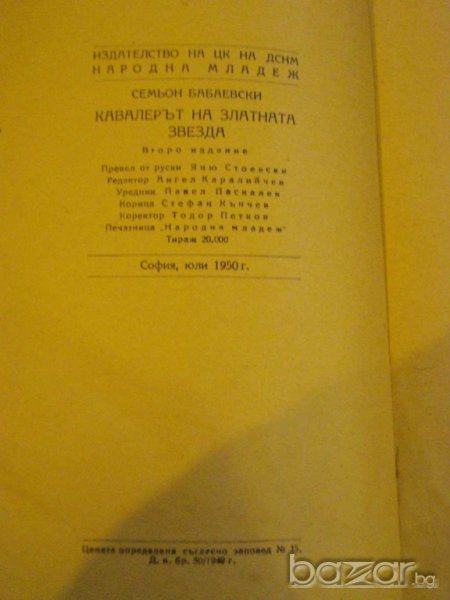 ИЗДАТЕЛСТВО НА ЦК НА ДСНМ
НАРОДНА МЛАДЕЖ
СЕМЬОН БАБАЕВСКИ
КАВАЛЕРЪТ НА ЗЛАТНАТА
ЗВЕЗДА
Второ издание
Превел от руски Яню Стоевски
Редактор Ангел Каралийчев
Уредник Павел Паскалев
Корица Стефан Кънчев
Коректор Тодор Петков
Печатница „Народна младеж“
Тираж 20,000
София, юли 1950 г.
Цената определена съгласно заповед № 15.
Д. в. бр. 50/1949 г.
bazar.bg